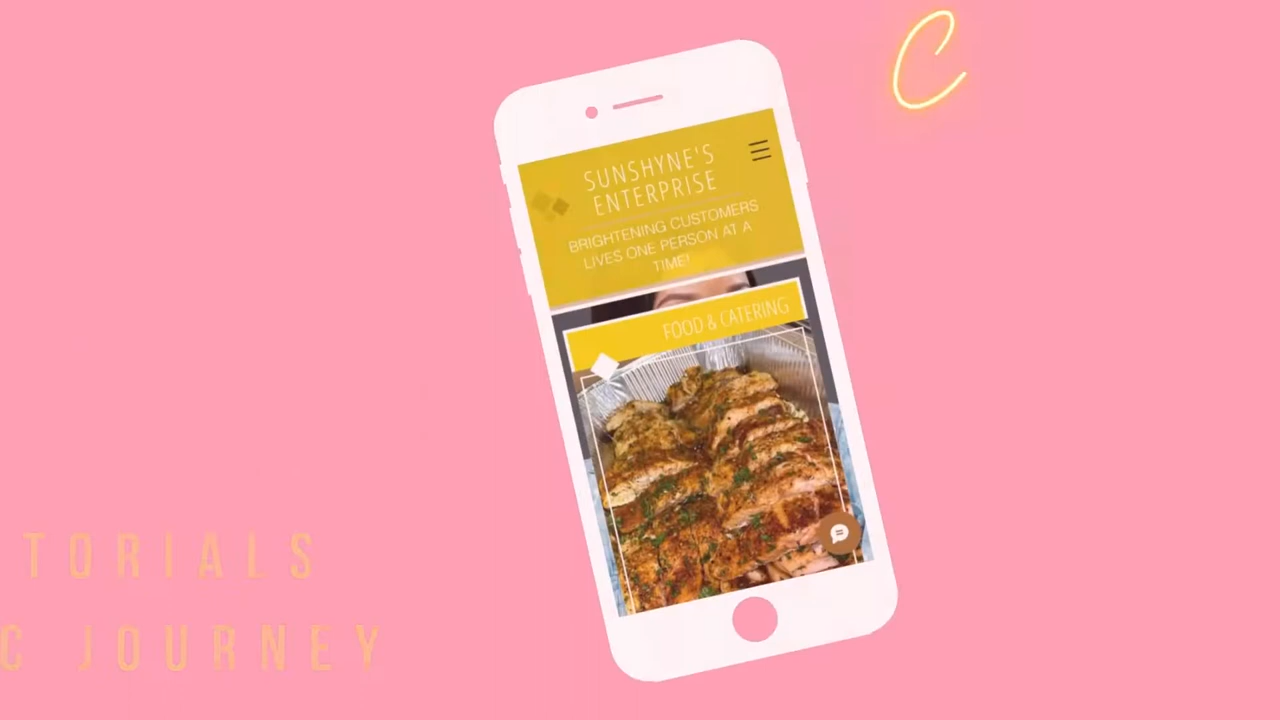 C
SUNSHYNE'S
ENTERPRISE
BRIGHTENING CUSTOMERS
LIVES ONE PERSON AT A
TIME!
FOOD & CATERING
TORIALS
C JOURNEY